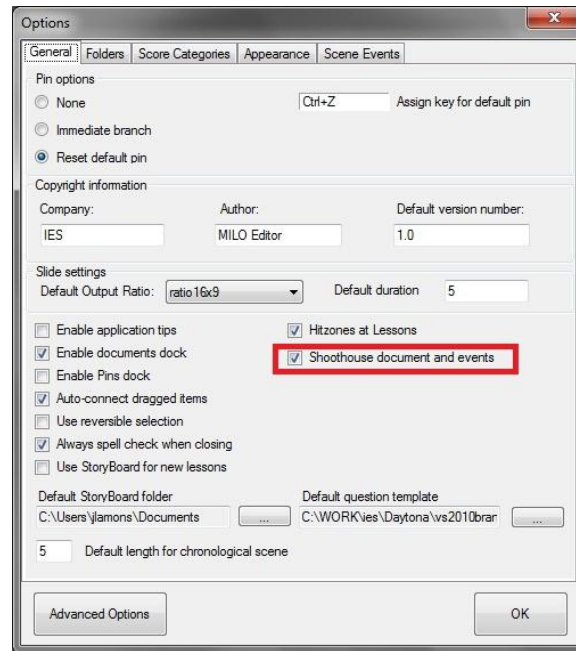 Options
General Folders Score Categories Appearance Scene Events
Pin options
None Ctrl+Z Assign key for default pin
Immediate branch
Reset default pin
Copyright information
Company: Author: Default version number:
IES MILO Editor 1.0
Slide settings
Default Output Ratio: ratio16x9 Default duration 5
Enable application tips Hitzones at Lessons
Enable documents dock Shoothouse document and events
Enable Pins dock
Auto-connect dragged items
Use reversible selection
Always spell check when closing
Use StoryBoard for new lessons
Default StoryBoard folder Default question template
C:\Users\jlamons\Documents ... C:\WORK\ies\Daytona\vs2010bran ...
5 Default length for chronological scene
Advanced Options OK